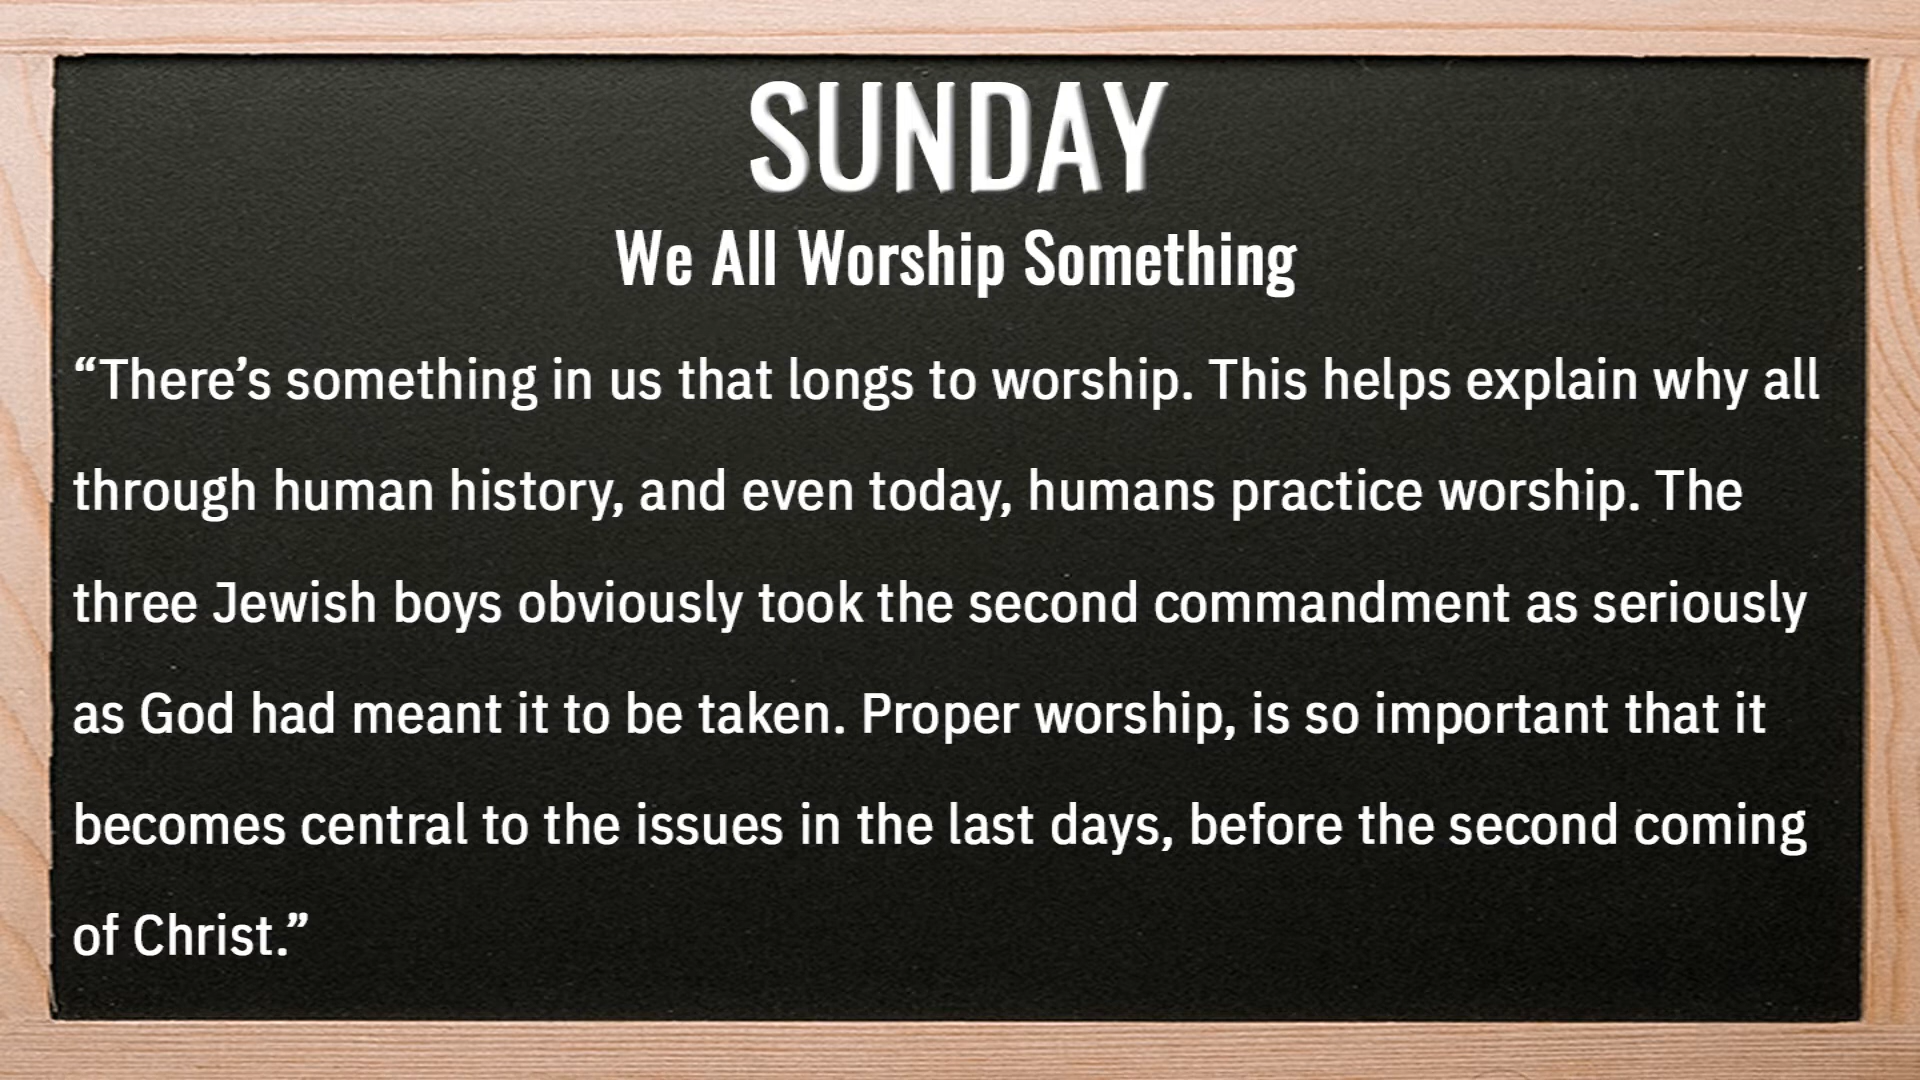 SUNDAY
We All Worship Something
“There’s something in us that longs to worship. This helps explain why all
through human history, and even today, humans practice worship. The
three Jewish boys obviously took the second commandment as seriously
as God had meant it to be taken. Proper worship, is so important that it
becomes central to the issues in the last days, before the second coming
of Christ.”